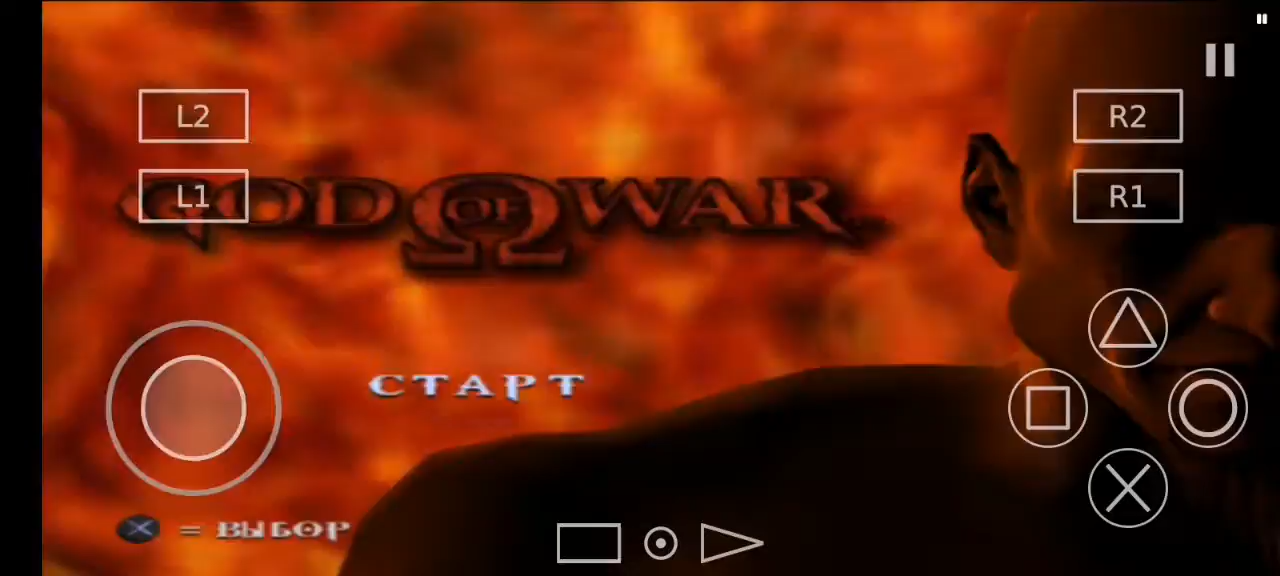 L2
R2
L1
R1
GOD OF WAR
СТАРТ
= ВЫБОР